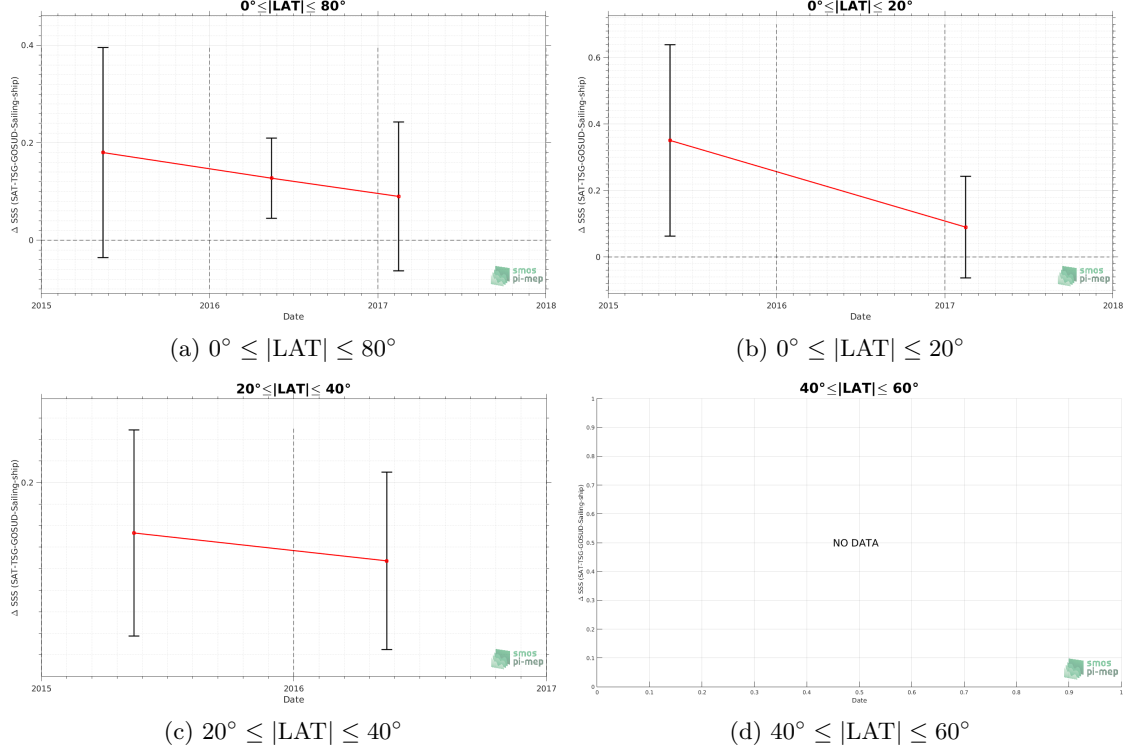 0°≤|LAT|≤ 80°
Δ SSS (SAT-TSG-GOSUD-Sailing-ship)
0.4
0.2
0
2015 2016 2017 2018
Date
smos
pi-mep
(a) 0° ≤ |LAT| ≤ 80°
0°≤|LAT|≤ 20°
Δ SSS (SAT-TSG-GOSUD-Sailing-ship)
0.6
0.4
0.2
0
2015 2016 2017 2018
Date
smos
pi-mep
(b) 0° ≤ |LAT| ≤ 20°
20°≤|LAT|≤ 40°
Δ SSS (SAT-TSG-GOSUD-Sailing-ship)
0.2
2015 2016 2017
Date
smos
pi-mep
(c) 20° ≤ |LAT| ≤ 40°
40°≤|LAT|≤ 60°
Δ SSS (SAT-TSG-GOSUD-Sailing-ship)
1
0.9
0.8
0.7
0.6
0.5
0.4
0.3
0.2
0.1
0
NO DATA
0 0.1 0.2 0.3 0.4 0.5 0.6 0.7 0.8 0.9 1
Date
smos
pi-mep
(d) 40° ≤ |LAT| ≤ 60°